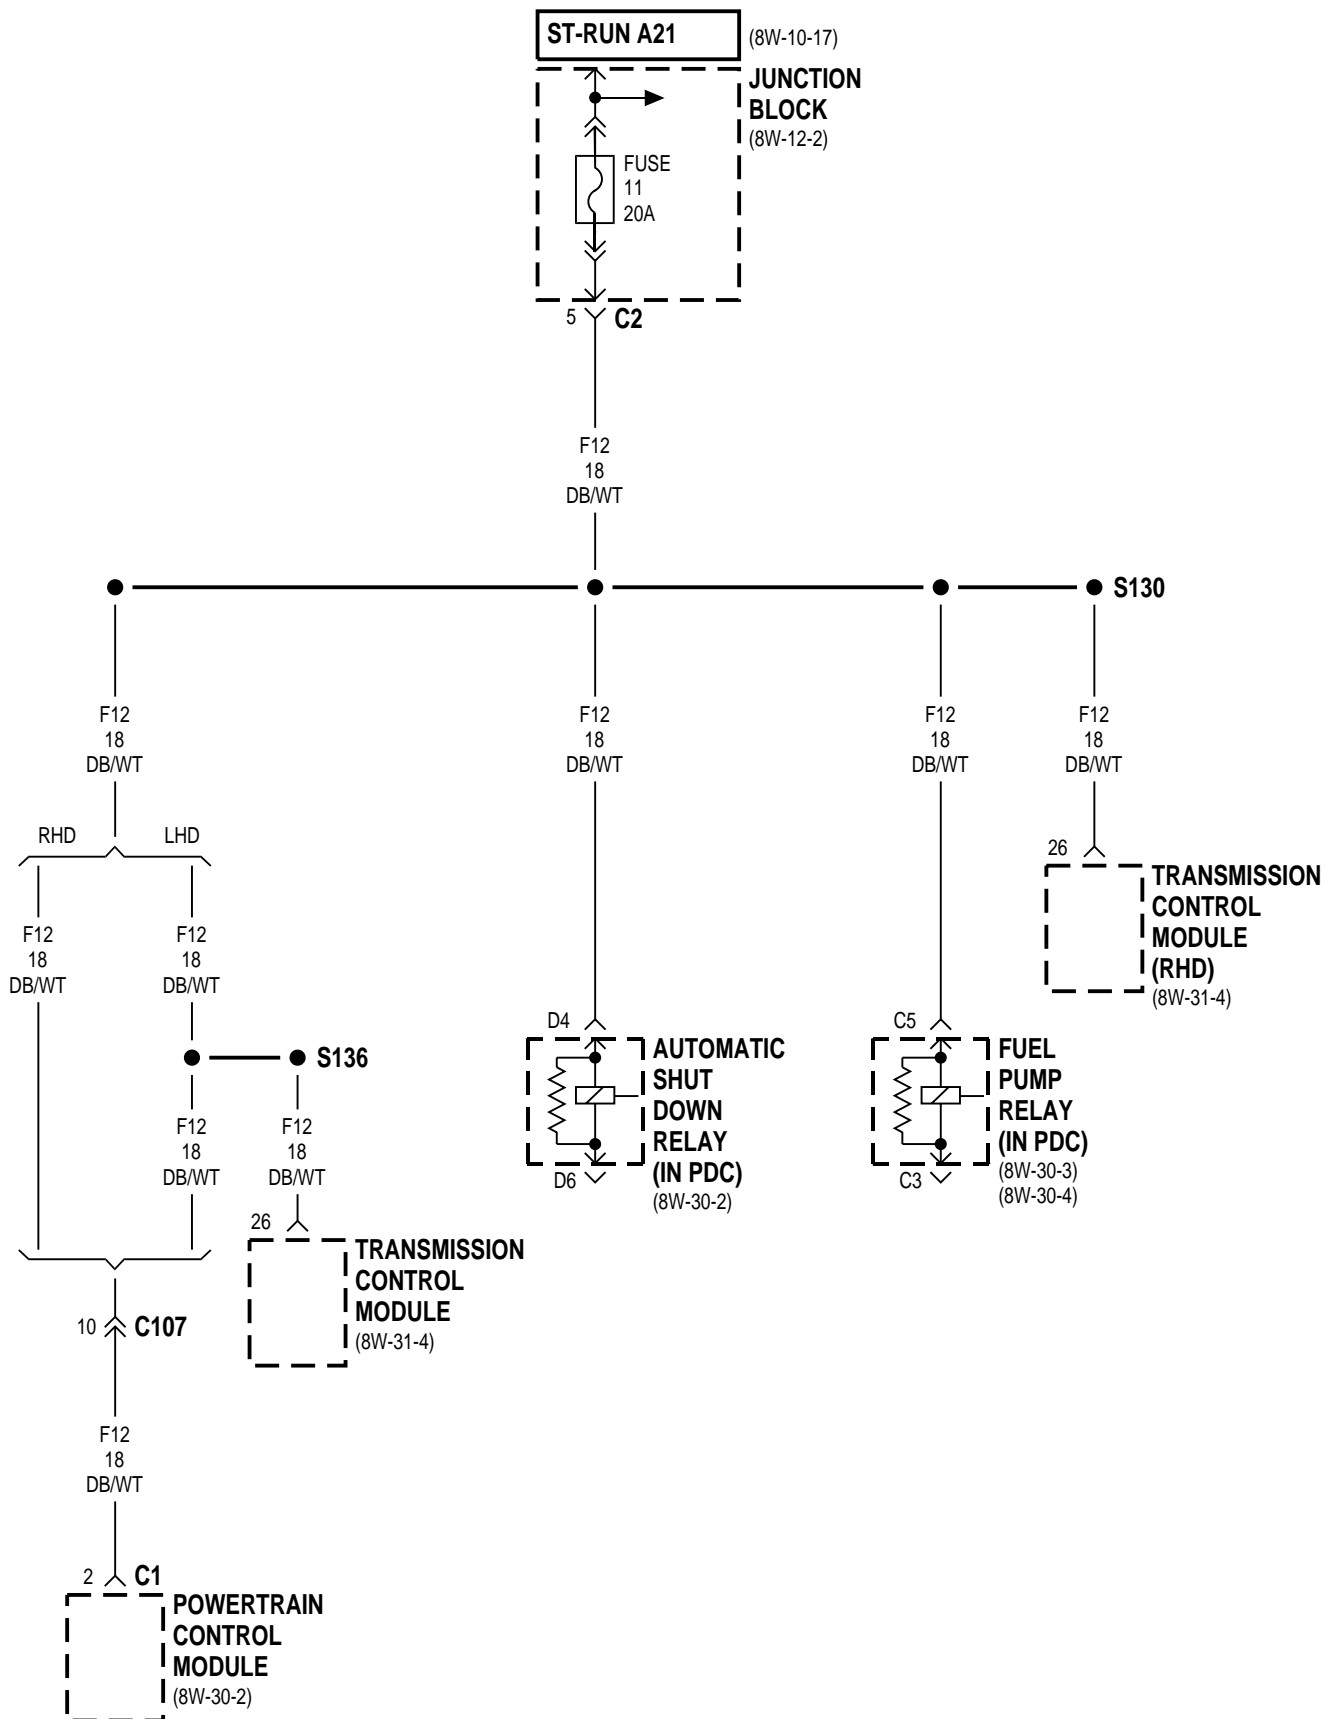 ST-RUN A21
(8W-10-17)
JUNCTION
BLOCK
(8W-12-2)
FUSE
11
20A
5
C2
F12
18
DB/WT
S130
F12
18
DB/WT
F12
18
DB/WT
F12
18
DB/WT
F12
18
DB/WT
RHD
LHD
26
TRANSMISSION
CONTROL
MODULE
(RHD)
(8W-31-4)
F12
18
DB/WT
F12
18
DB/WT
D4
AUTOMATIC
SHUT
DOWN
RELAY
(IN PDC)
(8W-30-2)
D6
C5
FUEL
PUMP
RELAY
(IN PDC)
(8W-30-3)
(8W-30-4)
C3
S136
F12
18
DB/WT
F12
18
DB/WT
26
TRANSMISSION
CONTROL
MODULE
(8W-31-4)
10
C107
F12
18
DB/WT
2
C1
POWERTRAIN
CONTROL
MODULE
(8W-30-2)